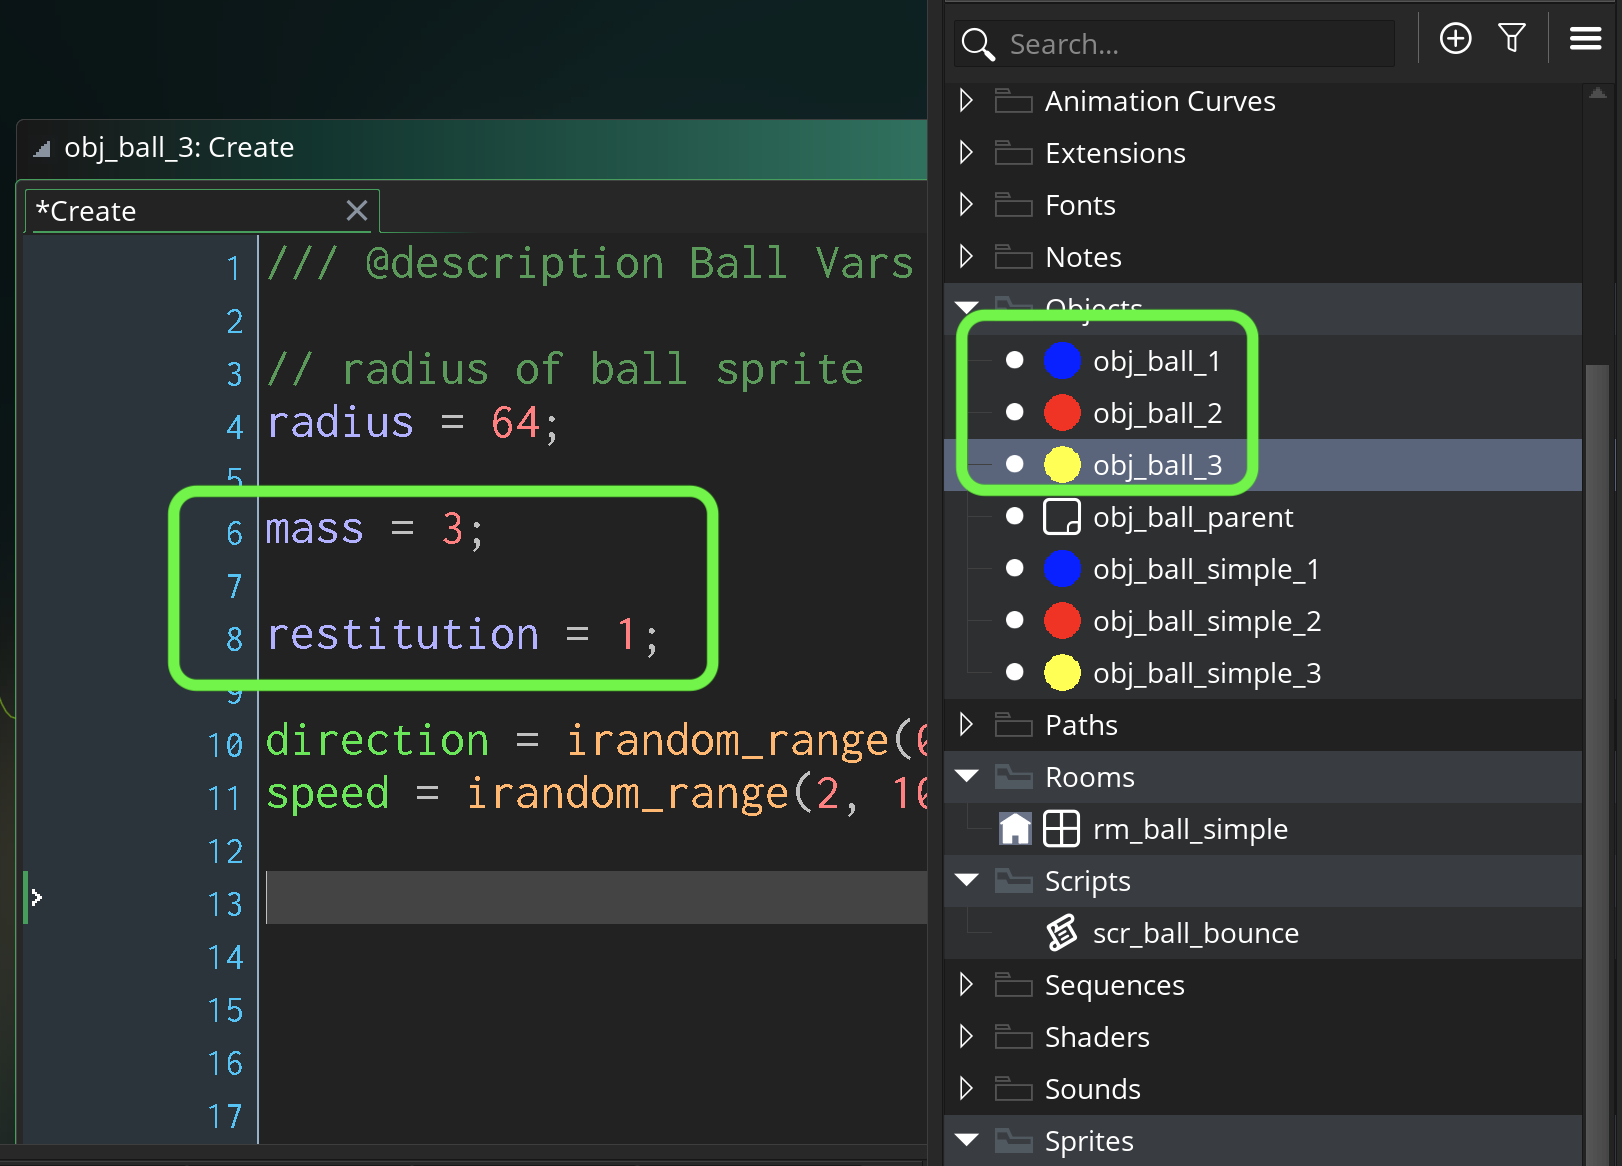 obj_ball_3: Create
*Create
1 /// @description Ball Vars
2
3 // radius of ball sprite
4 radius = 64;
5
6 mass = 3;
7
8 restitution = 1;
9
10 direction = irandom_range(0
11 speed = irandom_range(2, 10
12
13
14
15
16
17
Search...
Animation Curves
Extensions
Fonts
Notes
Objects
obj_ball_1
obj_ball_2
obj_ball_3
obj_ball_parent
obj_ball_simple_1
obj_ball_simple_2
obj_ball_simple_3
Paths
Rooms
rm_ball_simple
Scripts
scr_ball_bounce
Sequences
Shaders
Sounds
Sprites